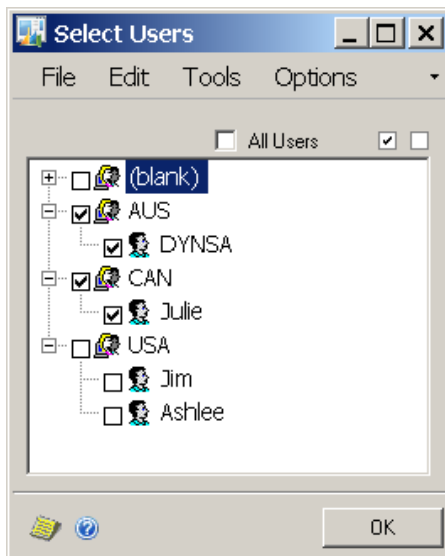 Select Users
File Edit Tools Options
All Users
(blank)
AUS
DYNSA
CAN
Julie
USA
Jim
Ashlee
OK